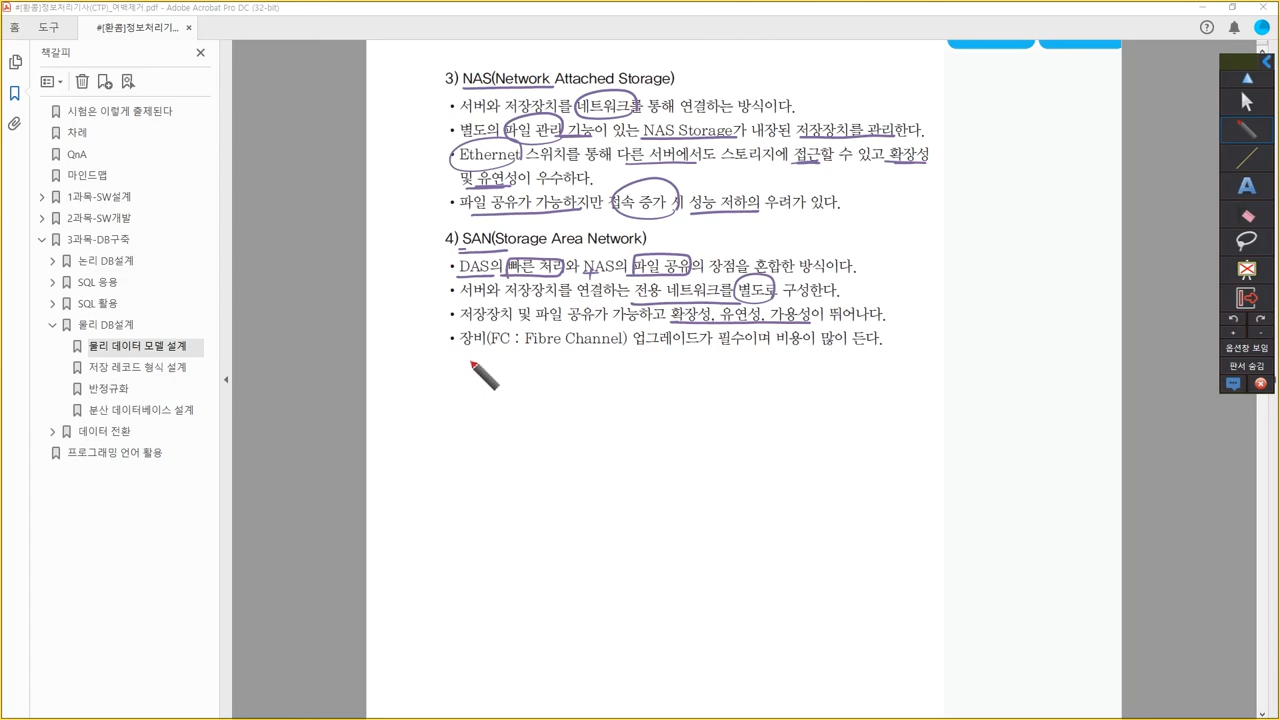 #[환콩]정보처리기사(CTP)_여백제거.pdf - Adobe Acrobat Pro DC (32-bit)
홈 도구 #[환콩]정보처리기... ×
책갈피
시험은 이렇게 출제된다
차례
QnA
마인드맵
1과목-SW설계
2과목-SW개발
3과목-DB구축
논리 DB설계
SQL 응용
SQL 활용
물리 DB설계
물리 데이터 모델 설계
저장 레코드 형식 설계
반정규화
분산 데이터베이스 설계
데이터 전환
프로그래밍 언어 활용
3) NAS(Network Attached Storage)
• 서버와 저장장치를 네트워크를 통해 연결하는 방식이다.
• 별도의 파일 관리 기능이 있는 NAS Storage가 내장된 저장장치를 관리한다.
• Ethernet 스위치를 통해 다른 서버에서도 스토리지에 접근할 수 있고 확장성
및 유연성이 우수하다.
• 파일 공유가 가능하지만 접속 증가 시 성능 저하의 우려가 있다.
4) SAN(Storage Area Network)
• DAS의 빠른 처리와 NAS의 파일 공유의 장점을 혼합한 방식이다.
• 서버와 저장장치를 연결하는 전용 네트워크를 별도로 구성한다.
• 저장장치 및 파일 공유가 가능하고 확장성, 유연성, 가용성이 뛰어나다.
• 장비(FC : Fibre Channel) 업그레이드가 필수이며 비용이 많이 든다.
A
옵션창 보임
판서 숨김